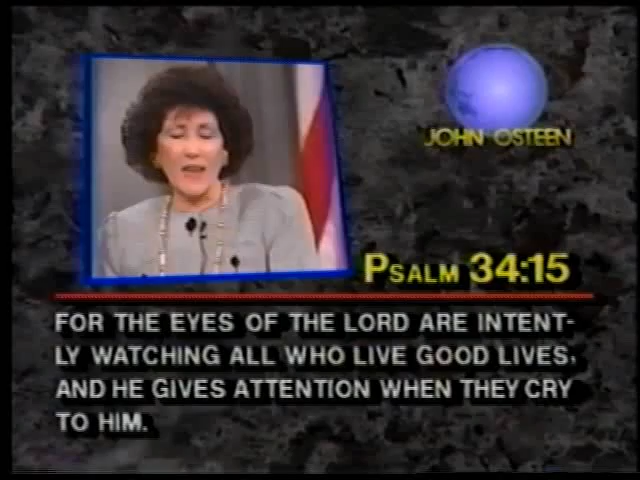 JOHN OSTEEN
PSALM 34:15
FOR THE EYES OF THE LORD ARE INTENT-
LY WATCHING ALL WHO LIVE GOOD LIVES,
AND HE GIVES ATTENTION WHEN THEY CRY
TO HIM.